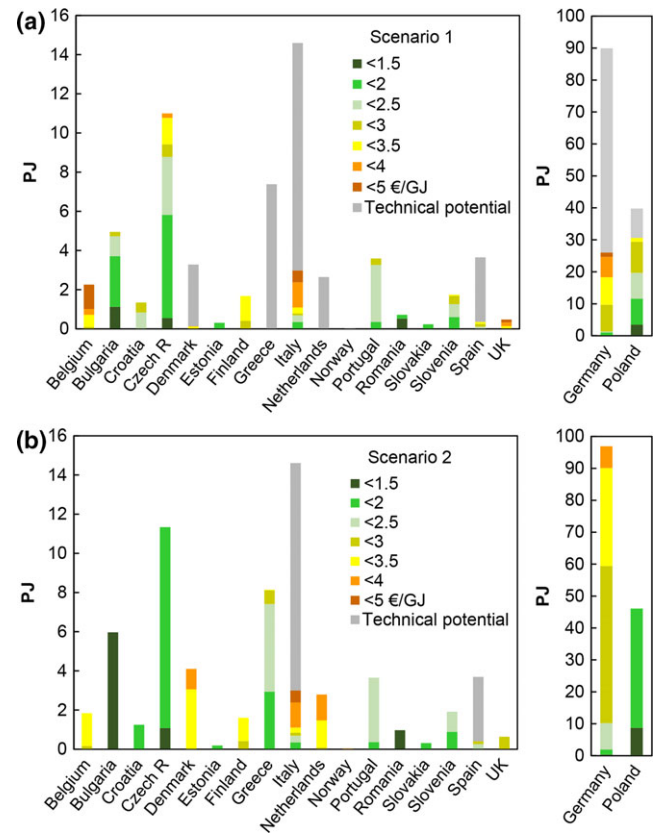 (a)
16
14
12
10
8
6
4
2
0
PJ
Scenario 1
<1.5
<2
<2.5
<3
<3.5
<4
<5 €/GJ
Technical potential
Belgium
Bulgaria
Croatia
Czech R
Denmark
Estonia
Finland
Greece
Italy
Netherlands
Norway
Portugal
Romania
Slovakia
Slovenia
Spain
UK
100
90
80
70
60
50
40
30
20
10
0
Germany
Poland
(b)
16
14
12
10
8
6
4
2
0
PJ
Scenario 2
<1.5
<2
<2.5
<3
<3.5
<4
<5 €/GJ
Technical potential
Belgium
Bulgaria
Croatia
Czech R
Denmark
Estonia
Finland
Greece
Italy
Netherlands
Norway
Portugal
Romania
Slovakia
Slovenia
Spain
UK
100
90
80
70
60
50
40
30
20
10
0
Germany
Poland